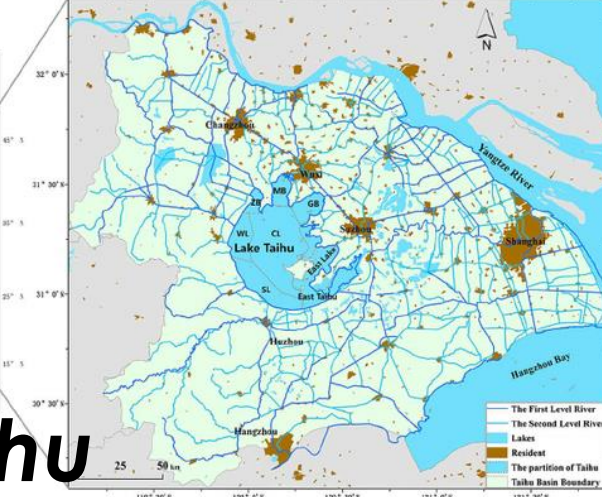 N
32° 0′
Changzhou
Yangtze River
31° 30′
Wuxi
MB
ZB
GB
Suzhou
WL
CL
Shanghai
Lake Taihu
East Lake
31° 0′
SL
East Taihu
Huzhou
Hangzhou Bay
30° 30′
The First Level River
The Second Level River
Lakes
Hangzhou
Resident
hu
25
50 km
The partition of Taihu
Taihu Basin Boundary